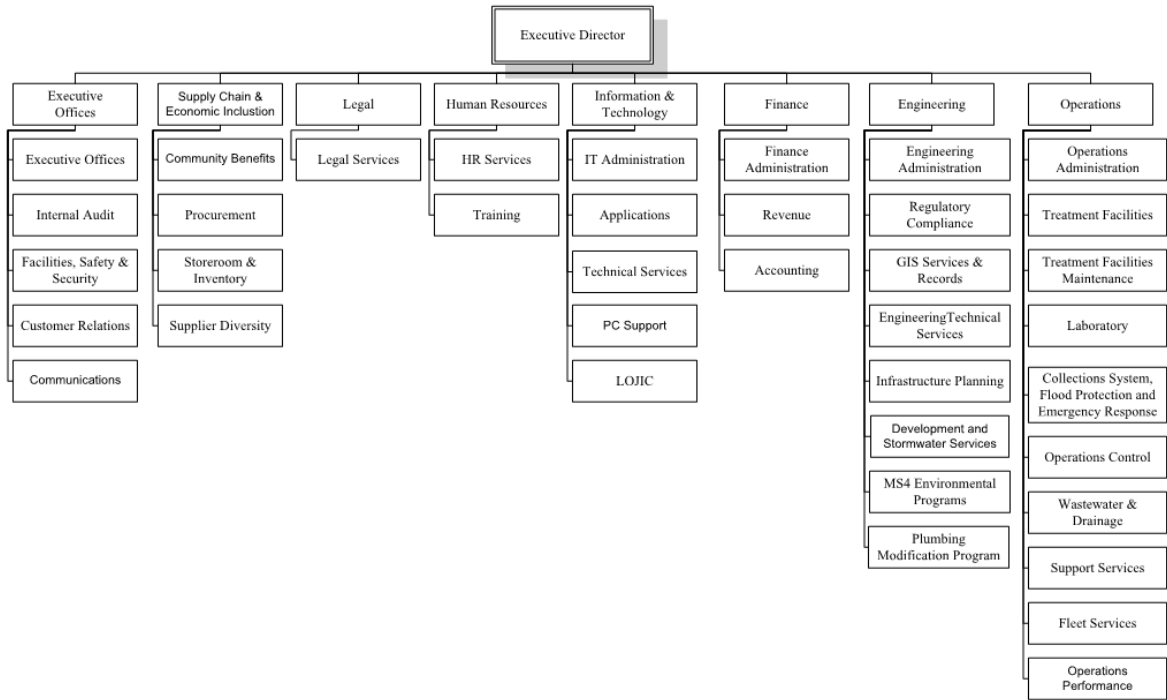 Executive Director
Executive
Offices
Executive Offices
Internal Audit
Facilities, Safety &
Security
Customer Relations
Communications
Supply Chain &
Economic Inclustion
Community Benefits
Procurement
Storeroom &
Inventory
Supplier Diversity
Legal
Legal Services
Human Resources
HR Services
Training
Information &
Technology
IT Administration
Applications
Technical Services
PC Support
LOJIC
Finance
Finance
Administration
Revenue
Accounting
Engineering
Engineering
Administration
Regulatory
Compliance
GIS Services &
Records
EngineeringTechnical
Services
Infrastructure Planning
Development and
Stormwater Services
MS4 Environmental
Programs
Plumbing
Modification Program
Operations
Operations
Administration
Treatment Facilities
Treatment Facilities
Maintenance
Laboratory
Collections System,
Flood Protection and
Emergency Response
Operations Control
Wastewater &
Drainage
Support Services
Fleet Services
Operations
Performance